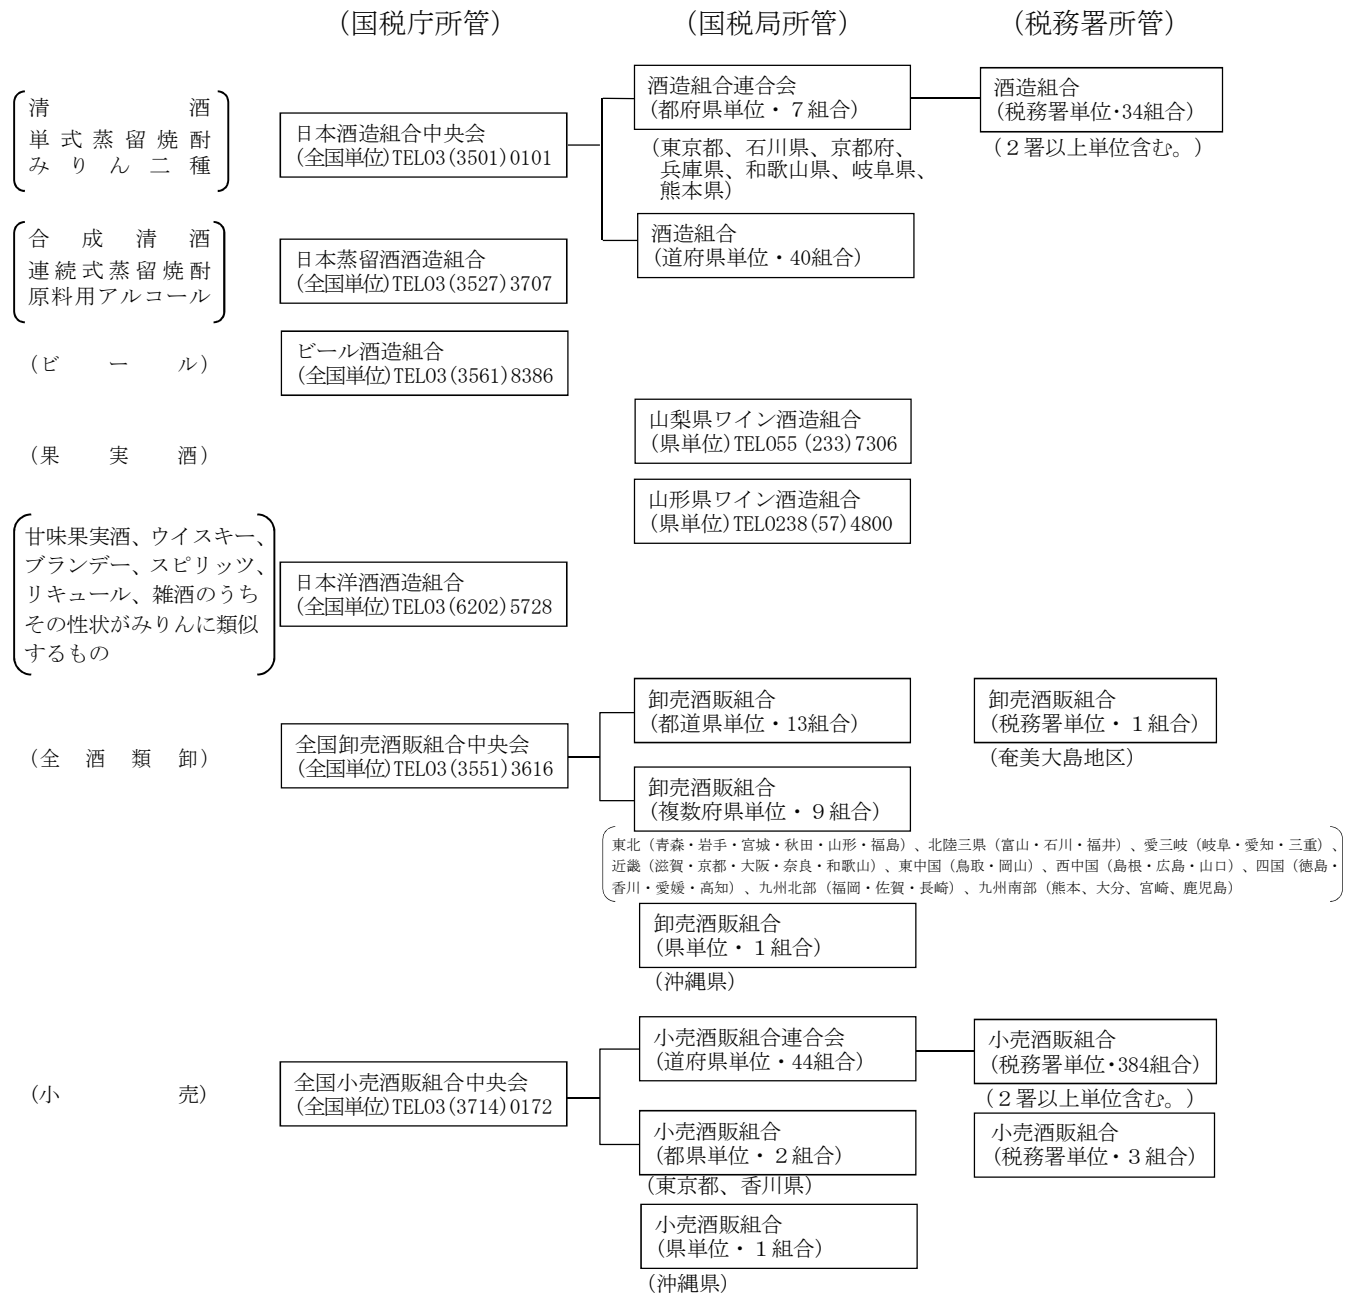 (国税庁所管)
(国税局所管)
(税務署所管)
清酒
単式蒸留焼酎
みりん二種
日本酒造組合中央会
(全国単位)TEL03(3501)0101
酒造組合連合会
(都府県単位・７組合)
(東京都、石川県、京都府、
兵庫県、和歌山県、岐阜県、
熊本県)
酒造組合
(税務署単位・34組合)
(２署以上単位含む。)
酒造組合
(道府県単位・40組合)
合成清酒
連続式蒸留焼酎
原料用アルコール
日本蒸留酒酒造組合
(全国単位)TEL03(3527)3707
(ビール)
ビール酒造組合
(全国単位)TEL03(3561)8386
(果実酒)
山梨県ワイン酒造組合
(県単位)TEL055(233)7306
山形県ワイン酒造組合
(県単位)TEL0238(57)4800
甘味果実酒、ウイスキー、
ブランデー、スピリッツ、
リキュール、雑酒のうち
その性状がみりんに類似
するもの
日本洋酒酒造組合
(全国単位)TEL03(6202)5728
(全酒類卸)
全国卸売酒販組合中央会
(全国単位)TEL03(3551)3616
卸売酒販組合
(都道県単位・13組合)
卸売酒販組合
(税務署単位・１組合)
(奄美大島地区)
卸売酒販組合
(複数府県単位・９組合)
東北（青森・岩手・宮城・秋田・山形・福島）、北陸三県（富山・石川・福井）、愛三岐（岐阜・愛知・三重）、
近畿（滋賀・京都・大阪・奈良・和歌山）、東中国（鳥取・岡山）、西中国（島根・広島・山口）、四国（徳島・
香川・愛媛・高知）、九州北部（福岡・佐賀・長崎）、九州南部（熊本、大分、宮崎、鹿児島）
卸売酒販組合
(県単位・１組合)
(沖縄県)
(小売)
全国小売酒販組合中央会
(全国単位)TEL03(3714)0172
小売酒販組合連合会
(道府県単位・44組合)
小売酒販組合
(税務署単位・384組合)
(２署以上単位含む。)
小売酒販組合
(都県単位・２組合)
(東京都、香川県)
小売酒販組合
(税務署単位・３組合)
小売酒販組合
(県単位・１組合)
(沖縄県)